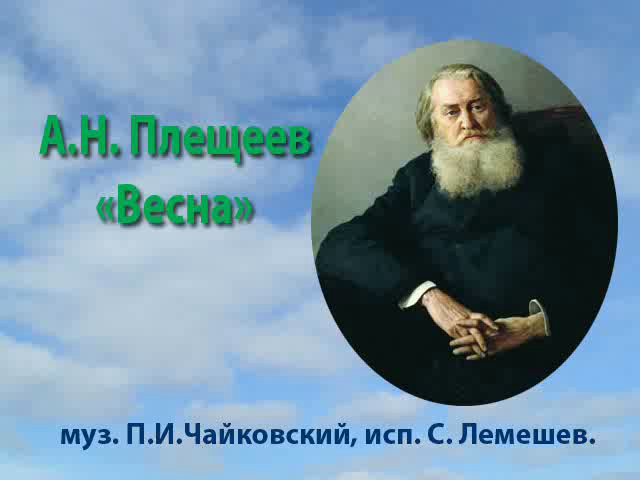 А.Н. Плещеев
«Весна»
муз. П.И.Чайковский, исп. С. Лемешев.